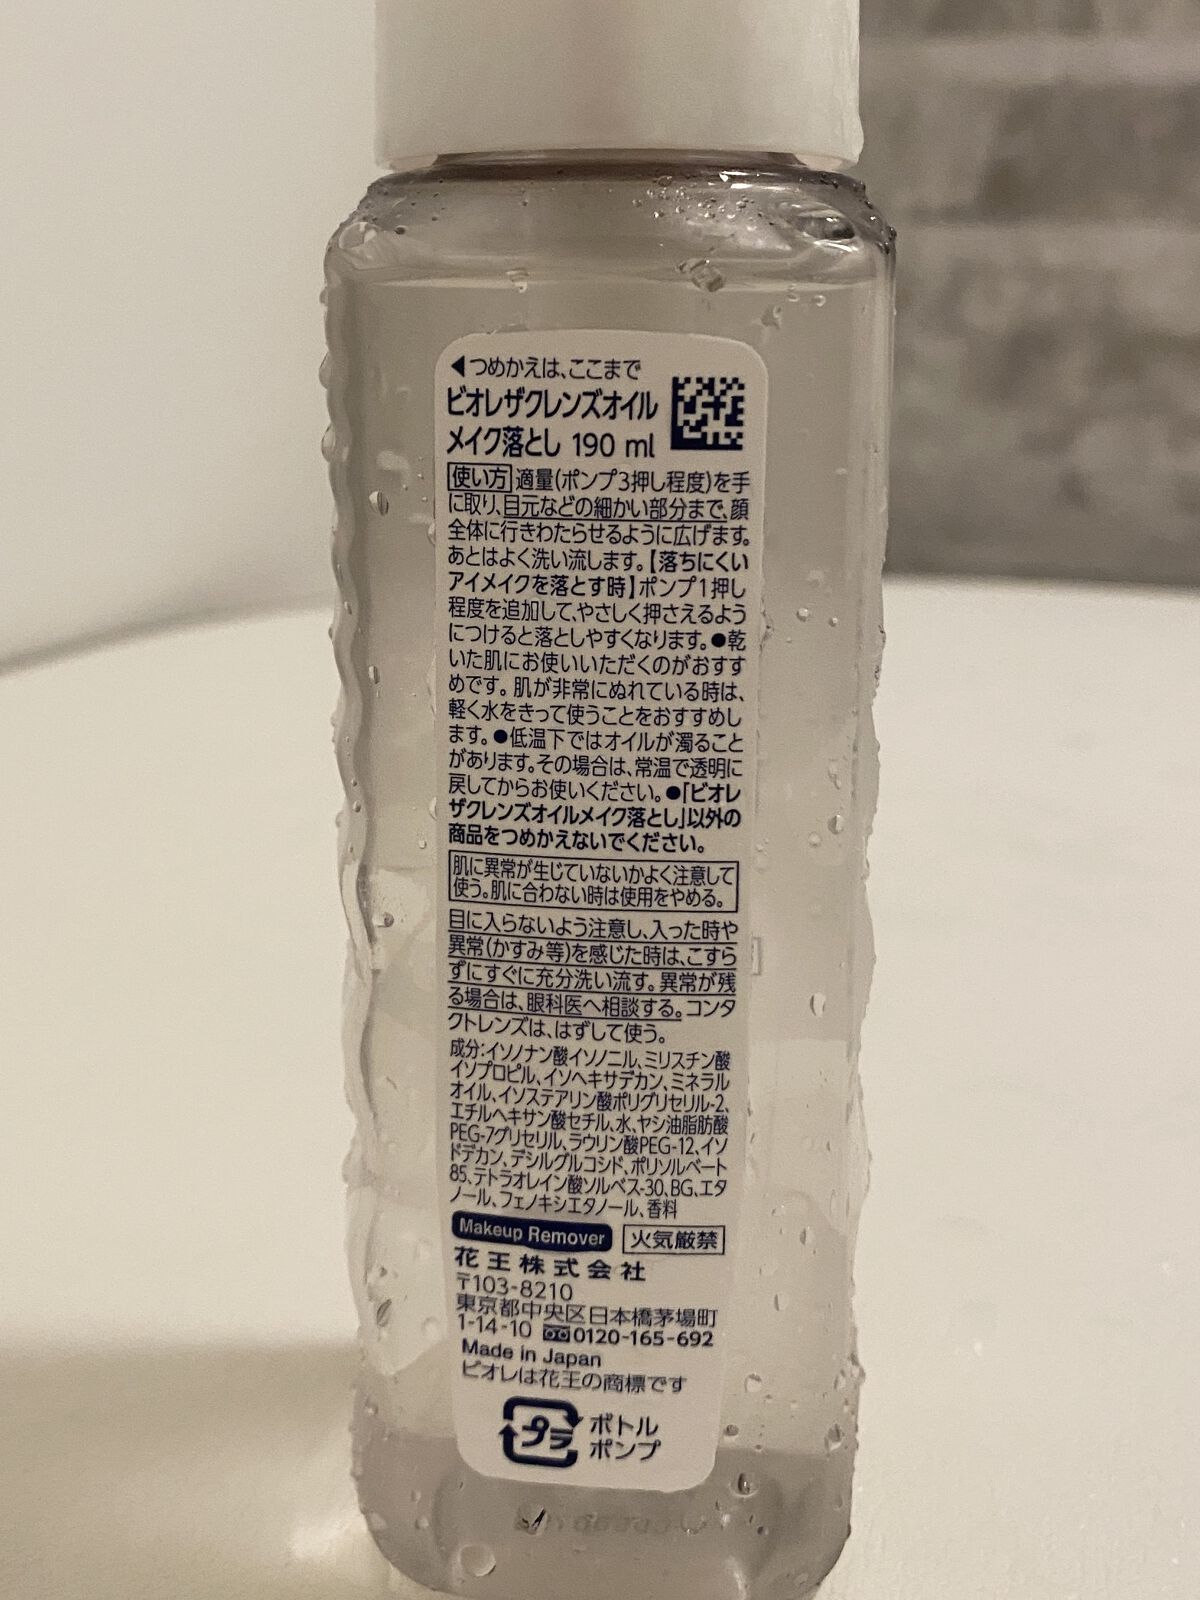 ◀つめかえは、ここまで
ビオレザクレンズオイル
メイク落とし 190 ml
使い方 適量(ポンプ3押し程度)を手
に取り、目元などの細かい部分まで、顔
全体に行きわたらせるように広げます。
あとはよく洗い流します。【落ちにくい
アイメイクを落とす時】ポンプ1押し
程度を追加して、やさしく押さえるよう
につけると落としやすくなります。●乾
いた肌にお使いいただくのがおすす
めです。肌が非常にぬれている時は、
軽く水をきって使うことをおすすめし
ます。●低温下ではオイルが濁ること
があります。その場合は、常温で透明に
戻してからお使いください。●「ビオレ
ザクレンズオイルメイク落とし」以外の
商品をつめかえないでください。
肌に異常が生じていないかよく注意して
使う。肌に合わない時は使用をやめる。
目に入らないよう注意し、入った時や
異常(かすみ等)を感じた時は、こすら
ずにすぐに充分洗い流す。異常が残
る場合は、眼科医へ相談する。コンタ
クトレンズは、はずして使う。
成分:イソノナン酸イソノニル、ミリスチン酸
イソプロピル、イソヘキサデカン、ミネラル
オイル、イソステアリン酸ポリグリセリル-2、
エチルヘキサン酸セチル、水、ヤシ油脂肪酸
PEG-7グリセリル、ラウリン酸PEG-12、イソ
ドデカン、デシルグルコシド、ポリソルベート
85、テトラオレイン酸ソルベス-30、BG、エタ
ノール、フェノキシエタノール、香料
Makeup Remover 火気厳禁
花王株式会社
〒103-8210
東京都中央区日本橋茅場町
1-14-10 0120-165-692
Made in Japan
ビオレは花王の商標です
プラ ボトル
ポンプ